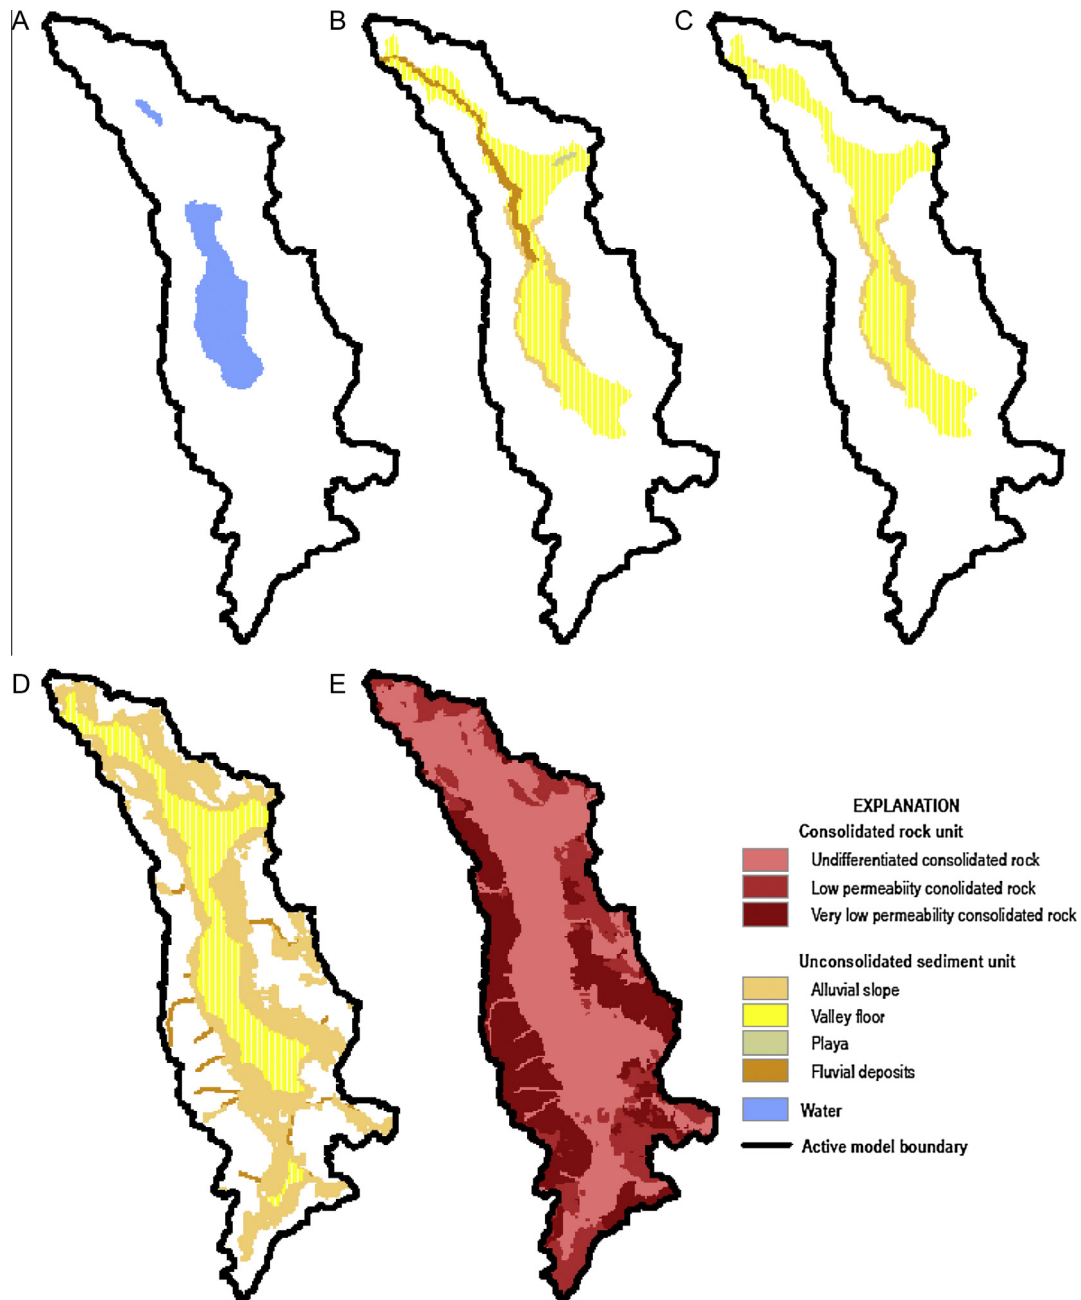 A
B
C
D
E
EXPLANATION
Consolidated rock unit
Undifferentiated consolidated rock
Low permeabiity conolidated rock
Very low permeability consolidated rock
Unconsolidated sediment unit
Alluvial slope
Valley floor
Playa
Fluvial deposits
Water
Active model boundary